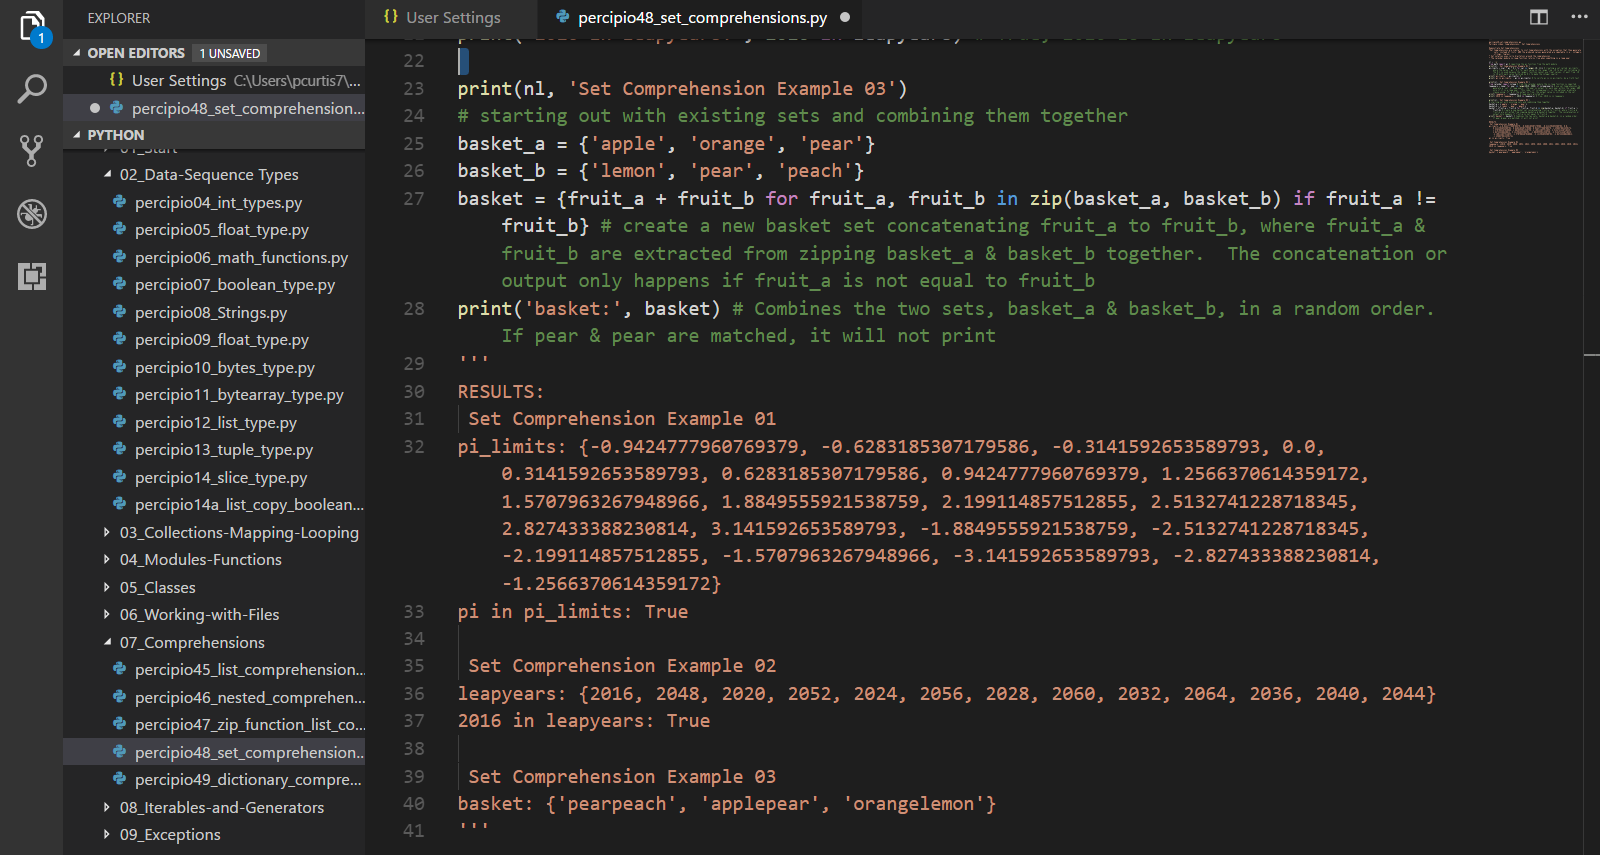 EXPLORER
OPEN EDITORS 1 UNSAVED
{} User Settings C:\Users\pcurtis7\...
percipio48_set_comprehension...
PYTHON
02_Data-Sequence Types
percipio04_int_types.py
percipio05_float_type.py
percipio06_math_functions.py
percipio07_boolean_type.py
percipio08_Strings.py
percipio09_float_type.py
percipio10_bytes_type.py
percipio11_bytearray_type.py
percipio12_list_type.py
percipio13_tuple_type.py
percipio14_slice_type.py
percipio14a_list_copy_boolean...
03_Collections-Mapping-Looping
04_Modules-Functions
05_Classes
06_Working-with-Files
07_Comprehensions
percipio45_list_comprehension...
percipio46_nested_comprehen...
percipio47_zip_function_list_co...
percipio48_set_comprehension...
percipio49_dictionary_compre...
08_Iterables-and-Generators
09_Exceptions
1
{} User Settings
percipio48_set_comprehensions.py
22
23 print(nl, 'Set Comprehension Example 03')
24 # starting out with existing sets and combining them together
25 basket_a = {'apple', 'orange', 'pear'}
26 basket_b = {'lemon', 'pear', 'peach'}
27 basket = {fruit_a + fruit_b for fruit_a, fruit_b in zip(basket_a, basket_b) if fruit_a !=
fruit_b} # create a new basket set concatenating fruit_a to fruit_b, where fruit_a &
fruit_b are extracted from zipping basket_a & basket_b together.  The concatenation or
output only happens if fruit_a is not equal to fruit_b
28 print('basket:', basket) # Combines the two sets, basket_a & basket_b, in a random order.
If pear & pear are matched, it will not print
29 '''
30 RESULTS:
31 Set Comprehension Example 01
32 pi_limits: {-0.9424777960769379, -0.6283185307179586, -0.3141592653589793, 0.0,
0.3141592653589793, 0.6283185307179586, 0.9424777960769379, 1.2566370614359172,
1.5707963267948966, 1.8849555921538759, 2.199114857512855, 2.5132741228718345,
2.827433388230814, 3.141592653589793, -1.8849555921538759, -2.5132741228718345,
-2.199114857512855, -1.5707963267948966, -3.141592653589793, -2.827433388230814,
-1.2566370614359172}
33 pi in pi_limits: True
34
35 Set Comprehension Example 02
36 leapyears: {2016, 2048, 2020, 2052, 2024, 2056, 2028, 2060, 2032, 2064, 2036, 2040, 2044}
37 2016 in leapyears: True
38
39 Set Comprehension Example 03
40 basket: {'pearpeach', 'applepear', 'orangelemon'}
41 '''